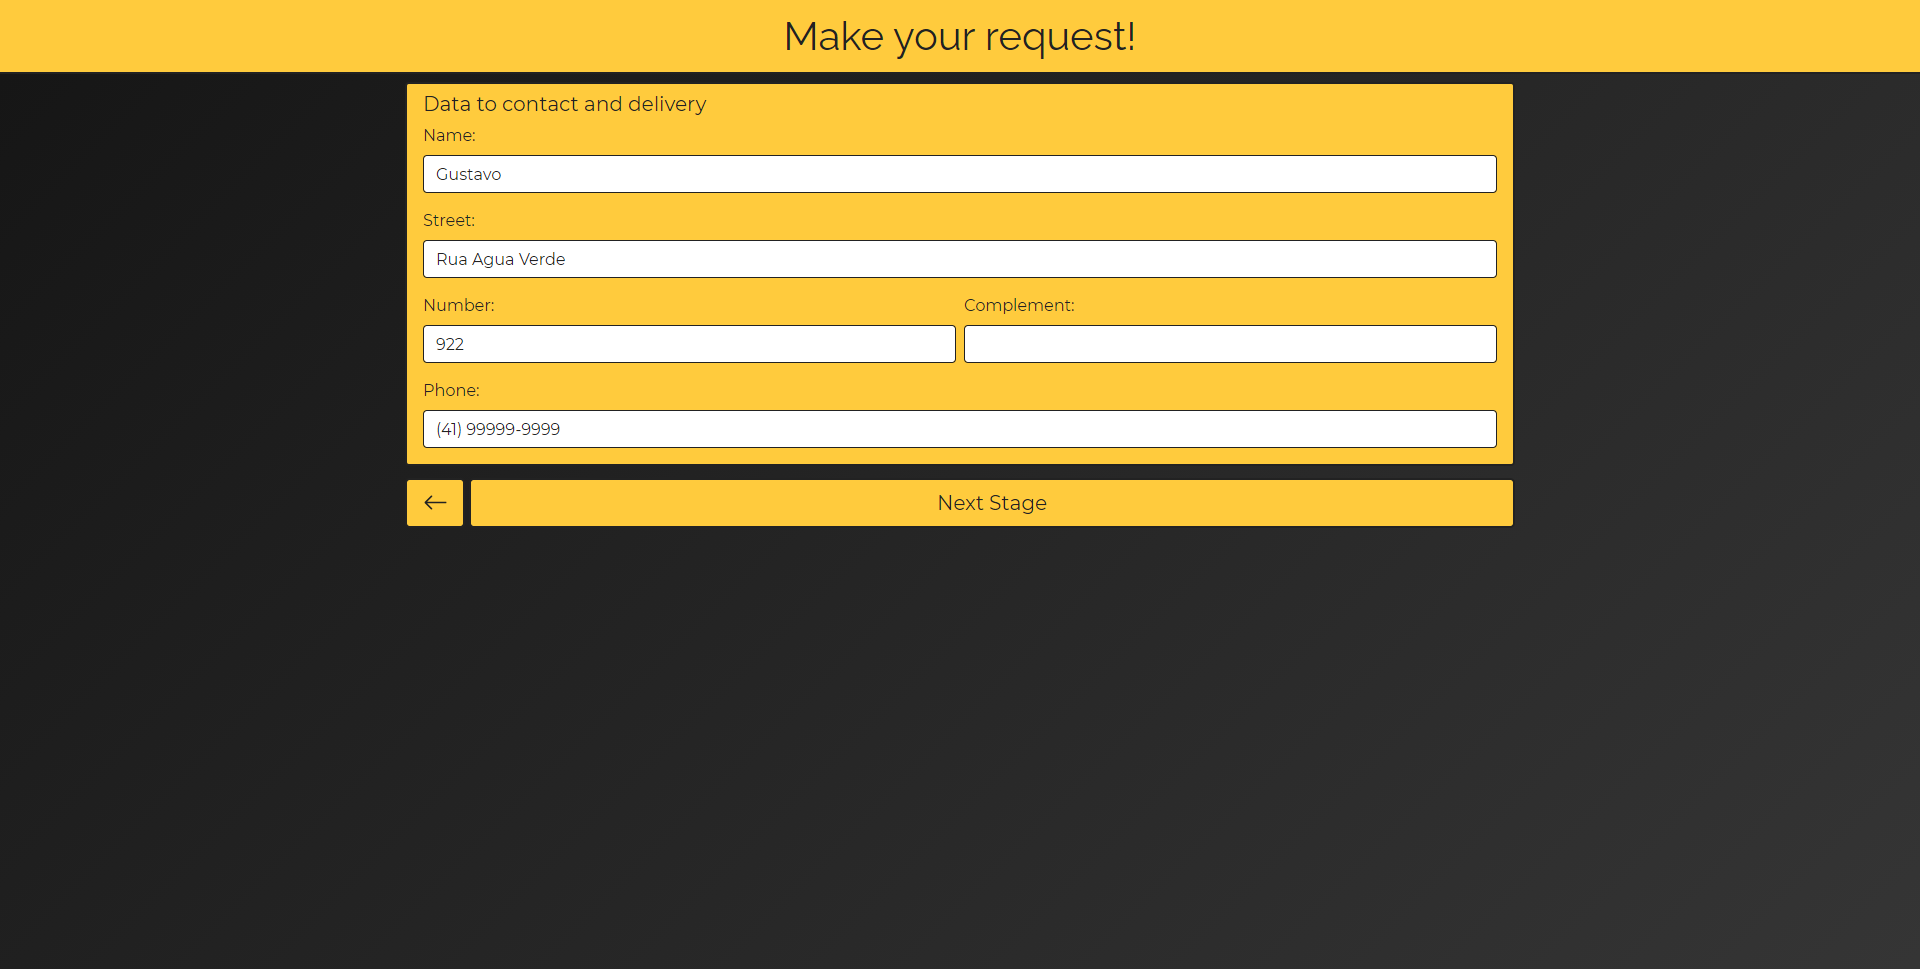 Make your request!
Data to contact and delivery
Name:
Gustavo
Street:
Rua Agua Verde
Number:
Complement:
922
Phone:
(41) 99999-9999
Next Stage